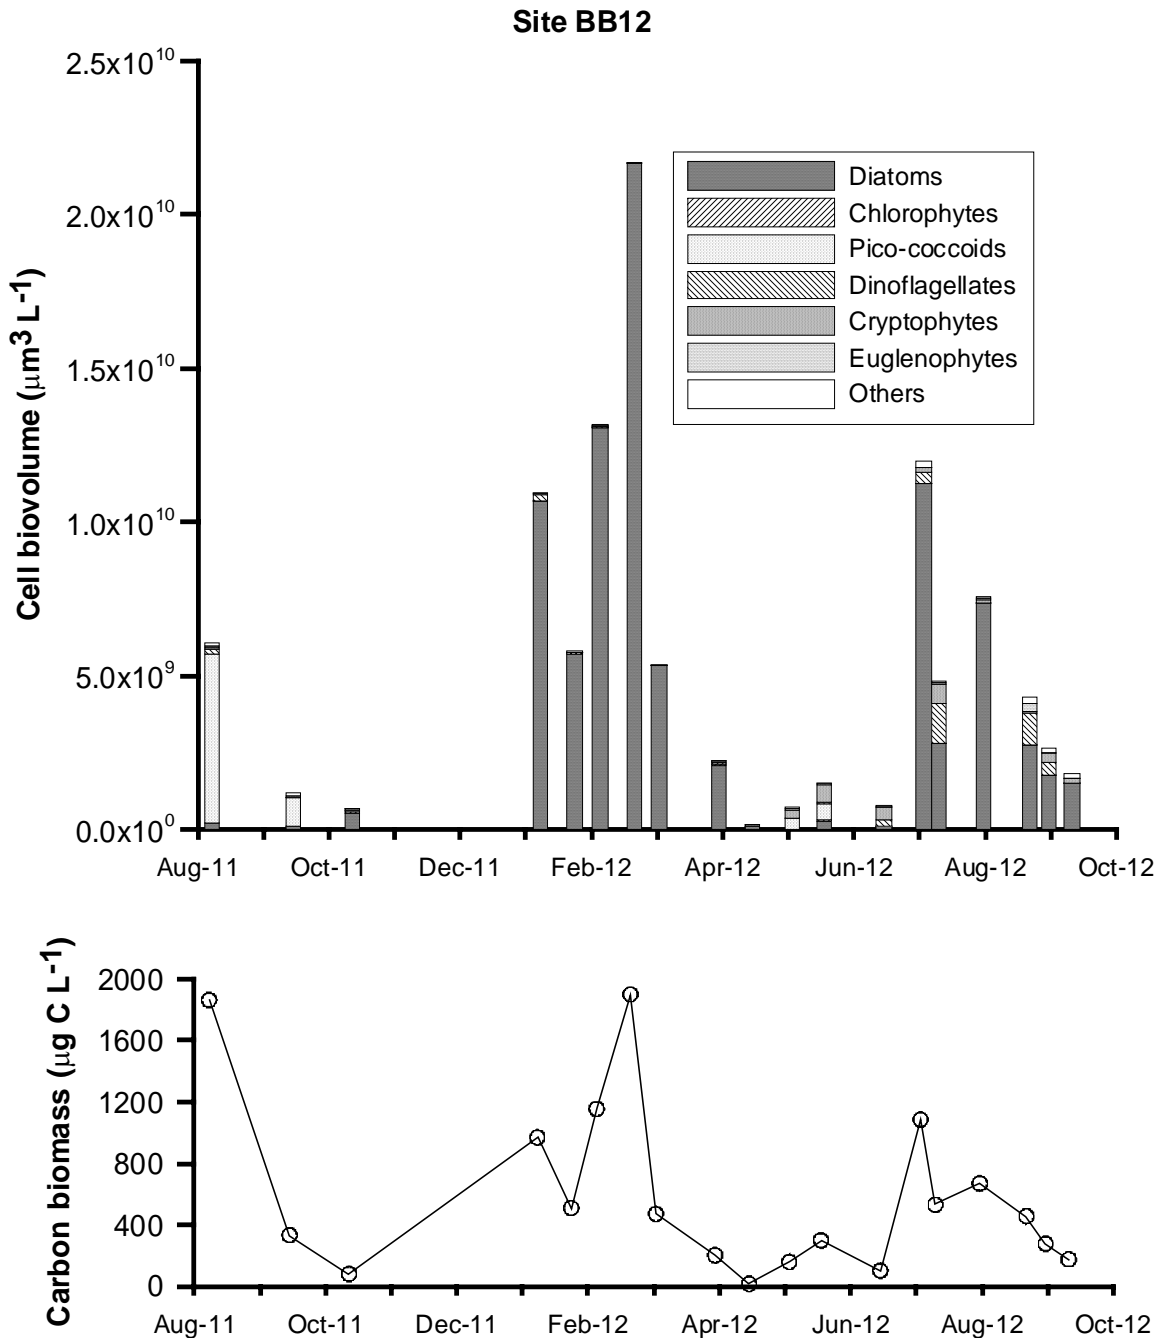 Site BB12
Cell biovolume (μm³ L⁻¹)
2.5x10¹⁰
2.0x10¹⁰
1.5x10¹⁰
1.0x10¹⁰
5.0x10⁹
0.0x10⁰
Diatoms
Chlorophytes
Pico-coccoids
Dinoflagellates
Cryptophytes
Euglenophytes
Others
Aug-11 Oct-11 Dec-11 Feb-12 Apr-12 Jun-12 Aug-12 Oct-12
Carbon biomass (μg C L⁻¹)
2000
1600
1200
800
400
0
Aug-11 Oct-11 Dec-11 Feb-12 Apr-12 Jun-12 Aug-12 Oct-12